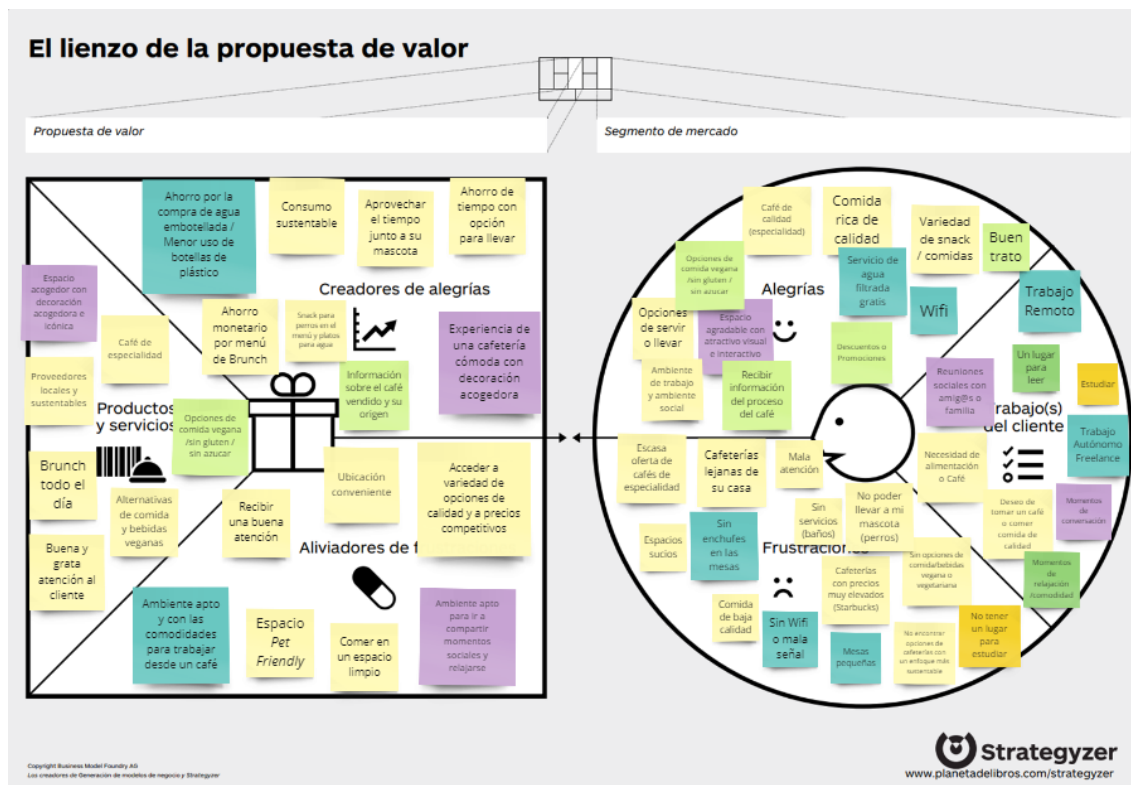 El lienzo de la propuesta de valor
Propuesta de valor
Segmento de mercado
Ahorro por la
compra de agua
embotellada /
Menor uso de
botellas de
plástico
Consumo
sustentable
Aprovechar
el tiempo
junto a su
mascota
Ahorro de
tiempo con
opción
para llevar
Creadores de alegrías
Espacio
acogedor con
decoración
acogedora e
icónica
Café de
especialidad
Ahorro
monetario
por menú
de Brunch
Snack para
perros en el
menú y platos
para agua
Experiencia de
una cafetería
cómoda con
decoración
acogedora
Proveedores
locales y
sustentables
Información
sobre el café
vendido y su
origen
Productos
y servicios
Opciones de
comida vegana
/sin gluten /
sin azucar
Brunch
todo el
día
Alternativas
de comida
y bebidas
veganas
Recibir
una buena
atención
Ubicación
conveniente
Acceder a
variedad de
opciones de
calidad y a precios
competitivos
Aliviadores de f
Buena y
grata
atención al
cliente
Ambiente apto
y con las
comodidades
para trabajar
desde un café
Espacio
Pet
Friendly
Comer en
un espacio
limpio
Ambiente apto
para ir a
compartir
momentos
sociales y
relajarse
Café de
calidad
(especialidad)
Comida
rica de
calidad
Variedad
de snack
/ comidas
Buen
trato
Opciones de
comida vegana
/sin gluten /
sin azucar
Alegrías
Servicio de
agua
filtrada
gratis
Wifi
Trabajo
Remoto
Opciones
de servir
o llevar
Espacio
agradable con
atractivo visual
e interactivo
Descuentos o
Promociones
Ambiente
de trabajo
y ambiente
social
Recibir
información
del proceso
del café
Reuniones
sociales con
amig@s o
familia
Un lugar
para
leer
Estudiar
Trabajo(s)
del cliente
Trabajo
Autónomo
Freelance
Escasa
oferta de
cafés de
especialidad
Cafeterías
lejanas de
su casa
Mala
atención
Necesidad de
alimentación
o Café
Deseo de
tomar un café
o comer
comida de
calidad
Momentos
de
conversación
Espacios
sucios
Sin
enchufes en
las mesas
Sin
servicios
(baños)
No poder
llevar a mi
mascota
(perros)
Frustraciones
Sin opciones de
comida/bebidas
vegana o
vegetariana
Momentos
de
relajación
/comodidad
Comida
de baja
calidad
Sin Wifi
o mala
señal
Cafeterías
con precios
muy elevados
(Starbucks)
Mesas
pequeñas
No encontrar
opciones de
cafeterías con
un enfoque más
sustentable
No tener
un lugar
para
estudiar
Copyright Business Model Foundry AG
Los creadores de Generación de modelos de negocio y Strategyzer
Strategyzer
www.planetadelibros.com/strategyzer